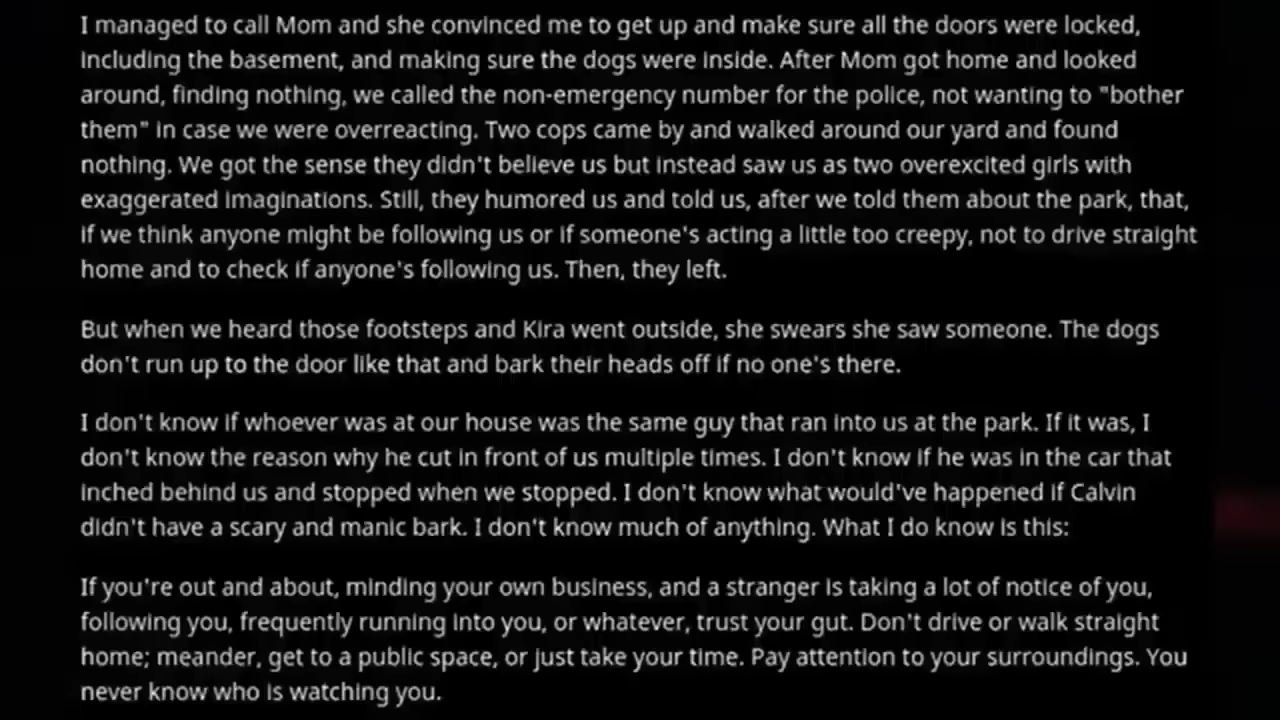 I managed to call Mom and she convinced me to get up and make sure all the doors were locked,
including the basement, and making sure the dogs were inside. After Mom got home and looked
around, finding nothing, we called the non-emergency number for the police, not wanting to "bother
them" in case we were overreacting. Two cops came by and walked around our yard and found
nothing. We got the sense they didn't believe us but instead saw us as two overexcited girls with
exaggerated imaginations. Still, they humored us and told us, after we told them about the park, that,
if we think anyone might be following us or if someone's acting a little too creepy, not to drive straight
home and to check if anyone's following us. Then, they left.
But when we heard those footsteps and Kira went outside, she swears she saw someone. The dogs
don't run up to the door like that and bark their heads off if no one's there.
I don't know if whoever was at our house was the same guy that ran into us at the park. If it was, I
don't know the reason why he cut in front of us multiple times. I don't know if he was in the car that
inched behind us and stopped when we stopped. I don't know what would've happened if Calvin
didn't have a scary and manic bark. I don't know much of anything. What I do know is this:
If you're out and about, minding your own business, and a stranger is taking a lot of notice of you,
following you, frequently running into you, or whatever, trust your gut. Don't drive or walk straight
home; meander, get to a public space, or just take your time. Pay attention to your surroundings. You
never know who is watching you.